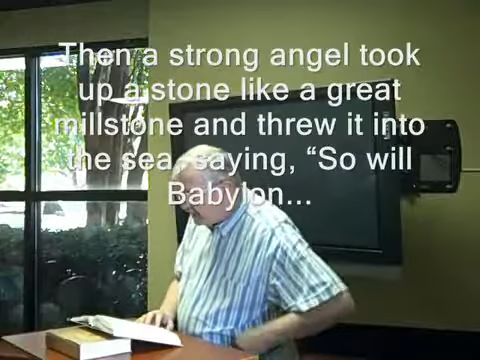 Then a strong angel took
up a stone like a great
millstone and threw it into
the sea, saying, “So will
Babylon...